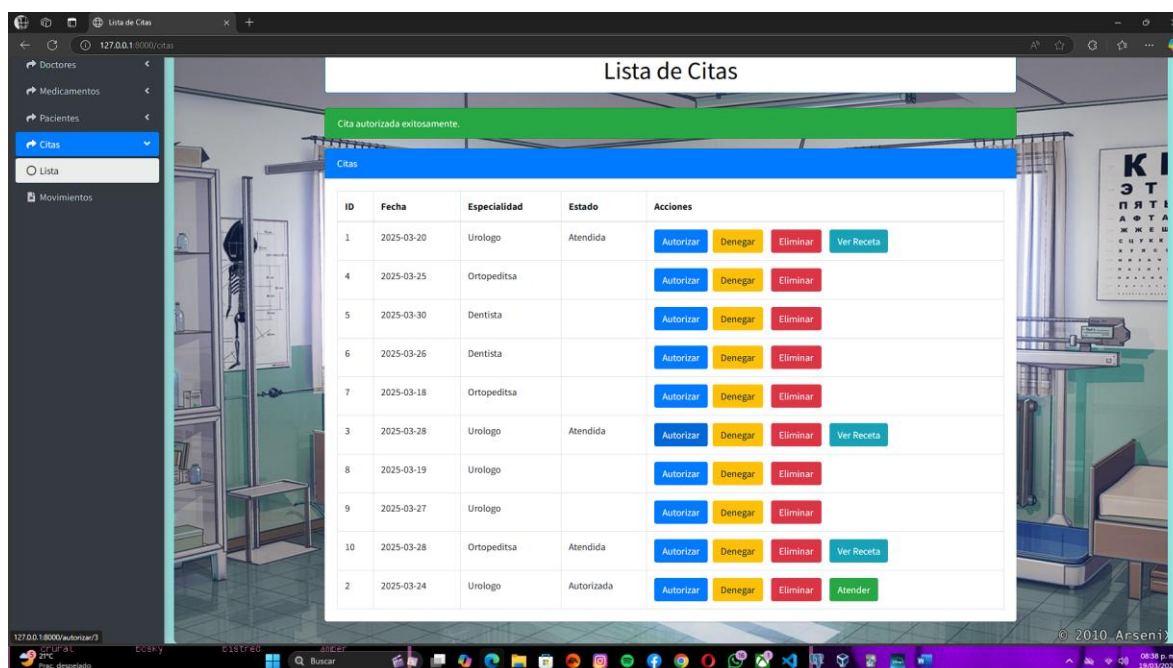 Lista de Citas
127.0.0.1:8000/citas
Doctores
Medicamentos
Pacientes
Citas
Lista
Movimientos
Lista de Citas
Cita autorizada exitosamente.
Citas
ID Fecha Especialidad Estado Acciones
1 2025-03-20 Urologo Atendida Autorizar Denegar Eliminar Ver Receta
4 2025-03-25 Ortopeditsa Autorizar Denegar Eliminar
5 2025-03-30 Dentista Autorizar Denegar Eliminar
6 2025-03-26 Dentista Autorizar Denegar Eliminar
7 2025-03-18 Ortopeditsa Autorizar Denegar Eliminar
3 2025-03-28 Urologo Atendida Autorizar Denegar Eliminar Ver Receta
8 2025-03-19 Urologo Autorizar Denegar Eliminar
9 2025-03-27 Urologo Autorizar Denegar Eliminar
10 2025-03-28 Ortopeditsa Atendida Autorizar Denegar Eliminar Ver Receta
2 2025-03-24 Urologo Autorizada Autorizar Denegar Eliminar Atender
К
Э Т
П Я Т
А Ф Т А
© 2010 Arseni
127.0.0.1:8000/autorizar/3
21°C
Prac. despejado
Buscar
08:38 p.